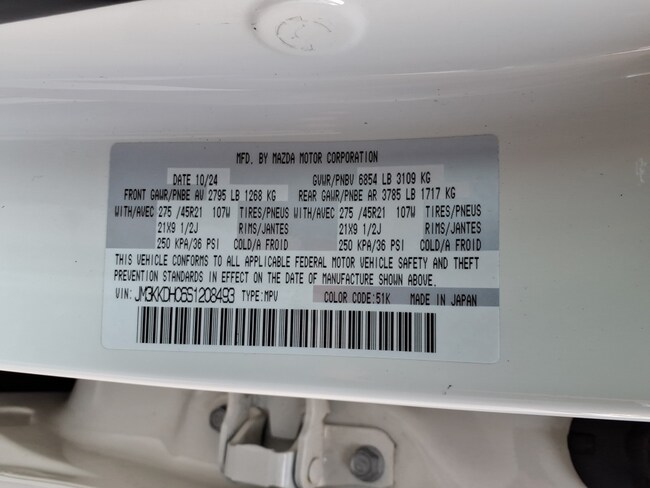 MFD. BY MAZDA MOTOR CORPORATION
DATE 10/24 GVWR/PNBV 6854 LB 3109 KG
FRONT GAWR/PNBE AV 2795 LB 1268 KG REAR GAWR/PNBE AR 3785 LB 1717 KG
WITH/AVEC 275 /45R21 107W TIRES/PNEUS WITH/AVEC 275 /45R21 107W TIRES/PNEUS
21X9 1/2J RIMS/JANTES 21X9 1/2J RIMS/JANTES
250 KPA/36 PSI COLD/A FROID 250 KPA/36 PSI COLD/A FROID
THIS VEHICLE CONFORMS TO ALL APPLICABLE FEDERAL MOTOR VEHICLE SAFETY AND THEFT
PREVENTION STANDARDS IN EFFECT ON THE DATE OF MANUFACTURE SHOWN ABOVE.
VIN: JM3KKDHC6S1208493 TYPE:MPV COLOR CODE:51K MADE IN JAPAN